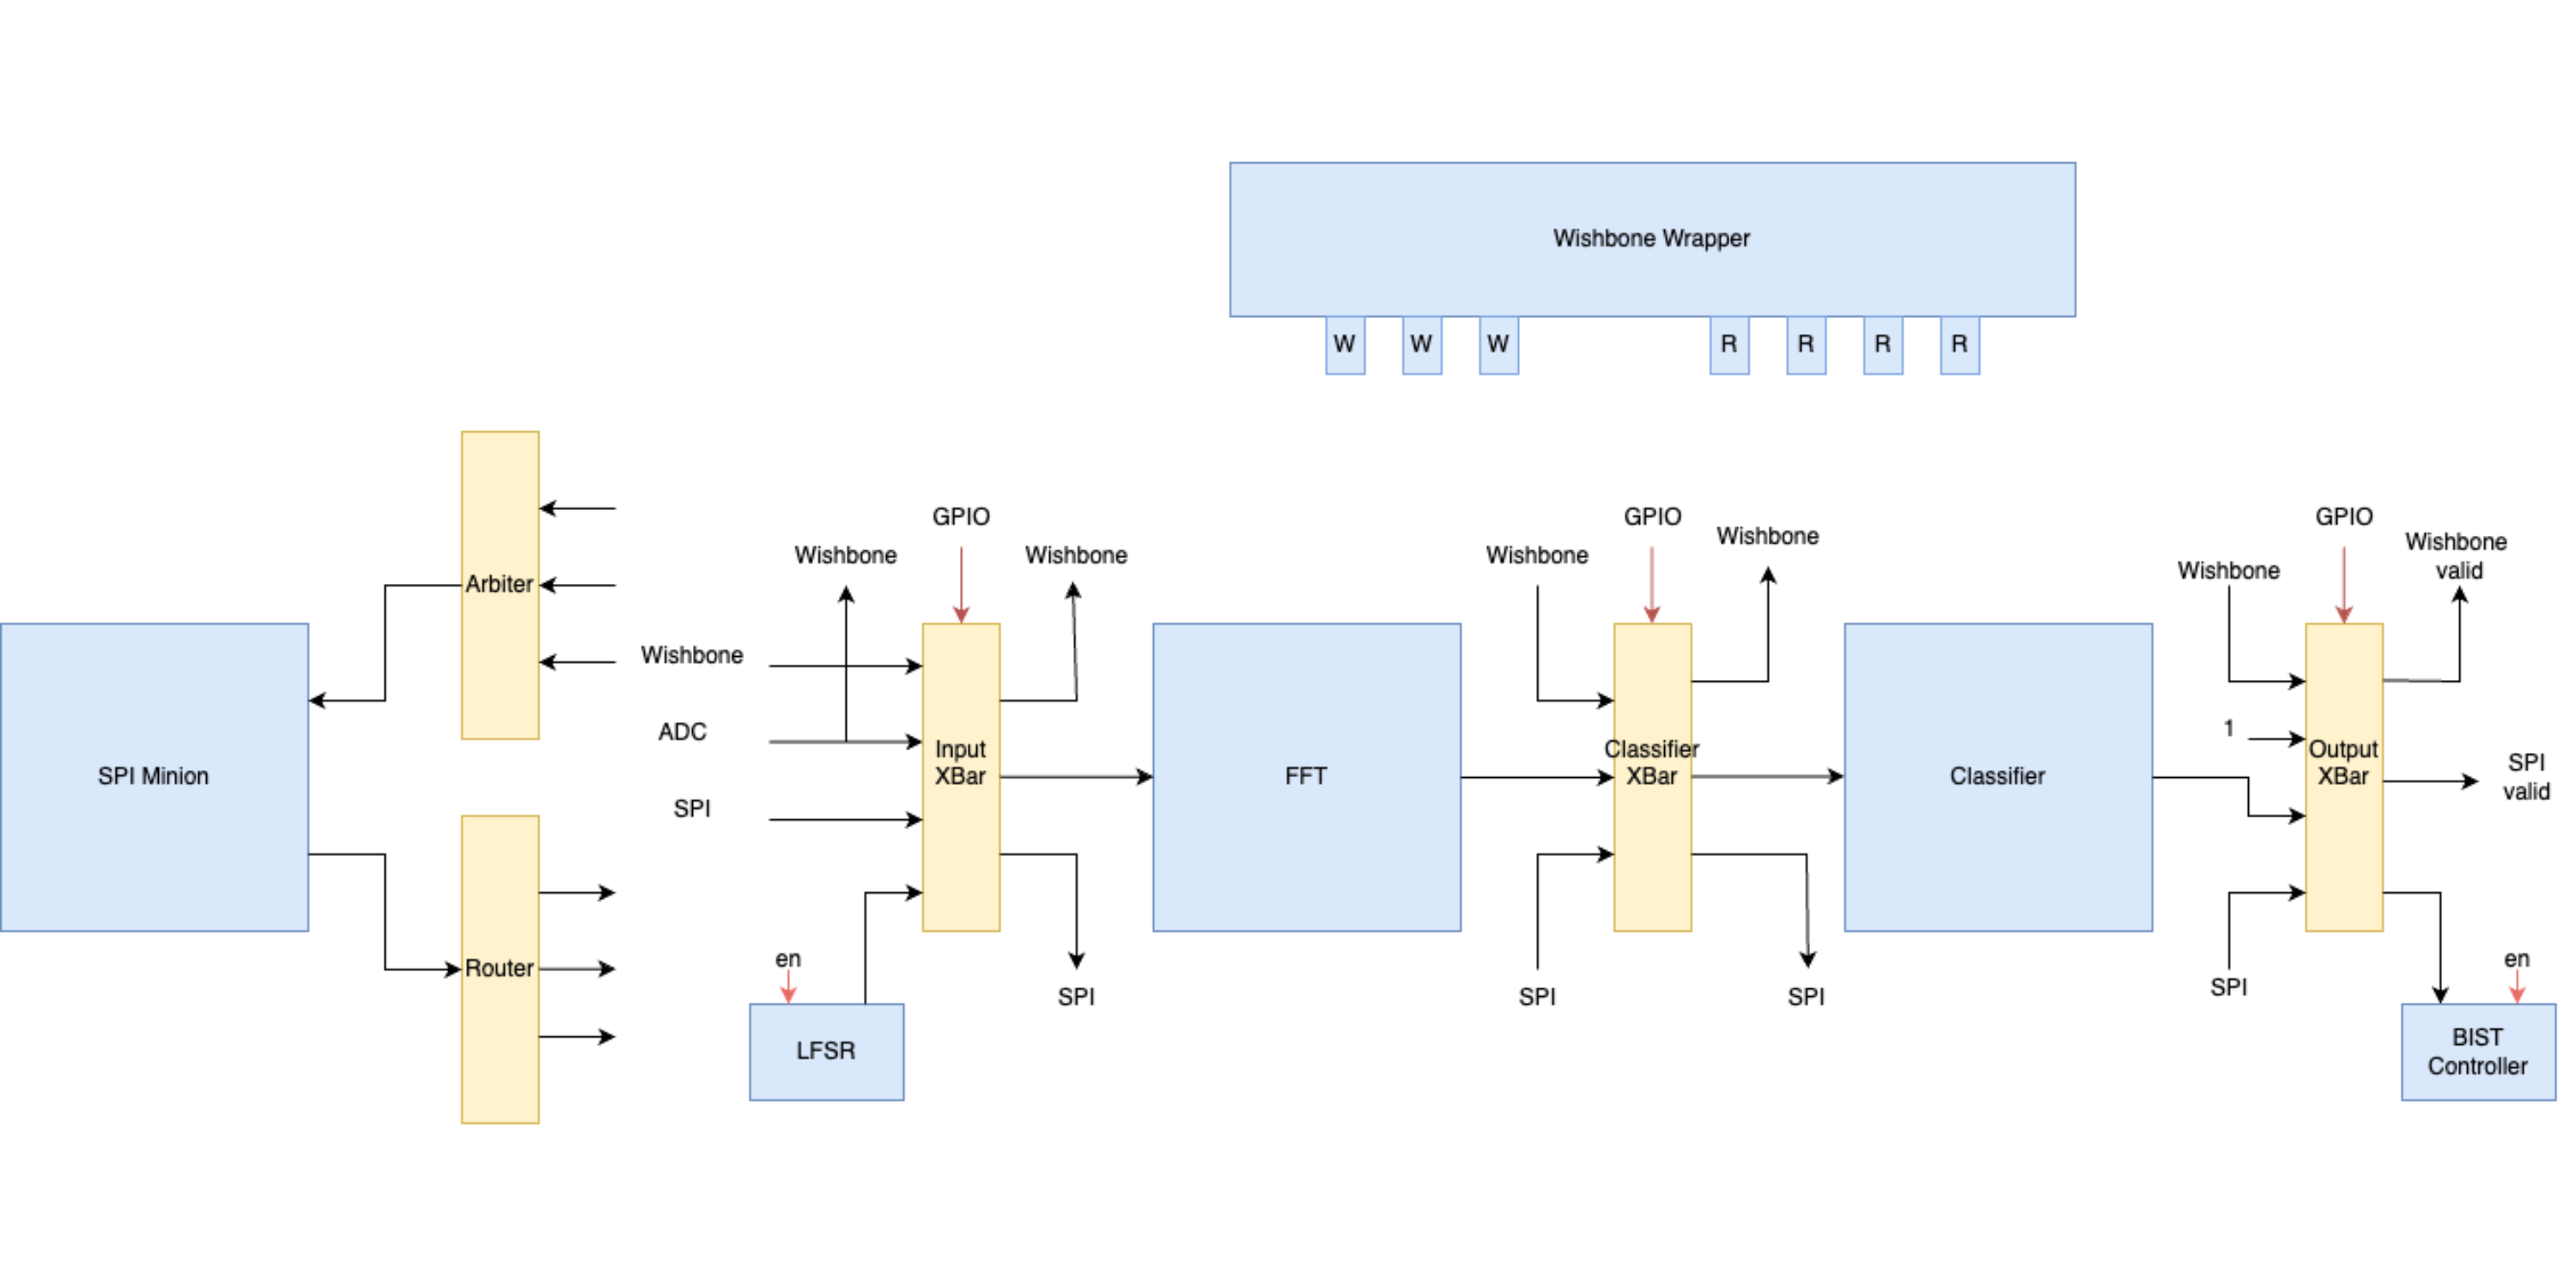 Wishbone Wrapper
W
W
W
R
R
R
R
GPIO
GPIO
GPIO
Wishbone
Wishbone
Wishbone
Wishbone
Wishbone
Wishbone
valid
Arbiter
Wishbone
ADC
SPI
SPI Minion
Input
XBar
FFT
Classifier
XBar
Classifier
1
Output
XBar
SPI
valid
Router
en
LFSR
SPI
SPI
SPI
SPI
en
BIST
Controller